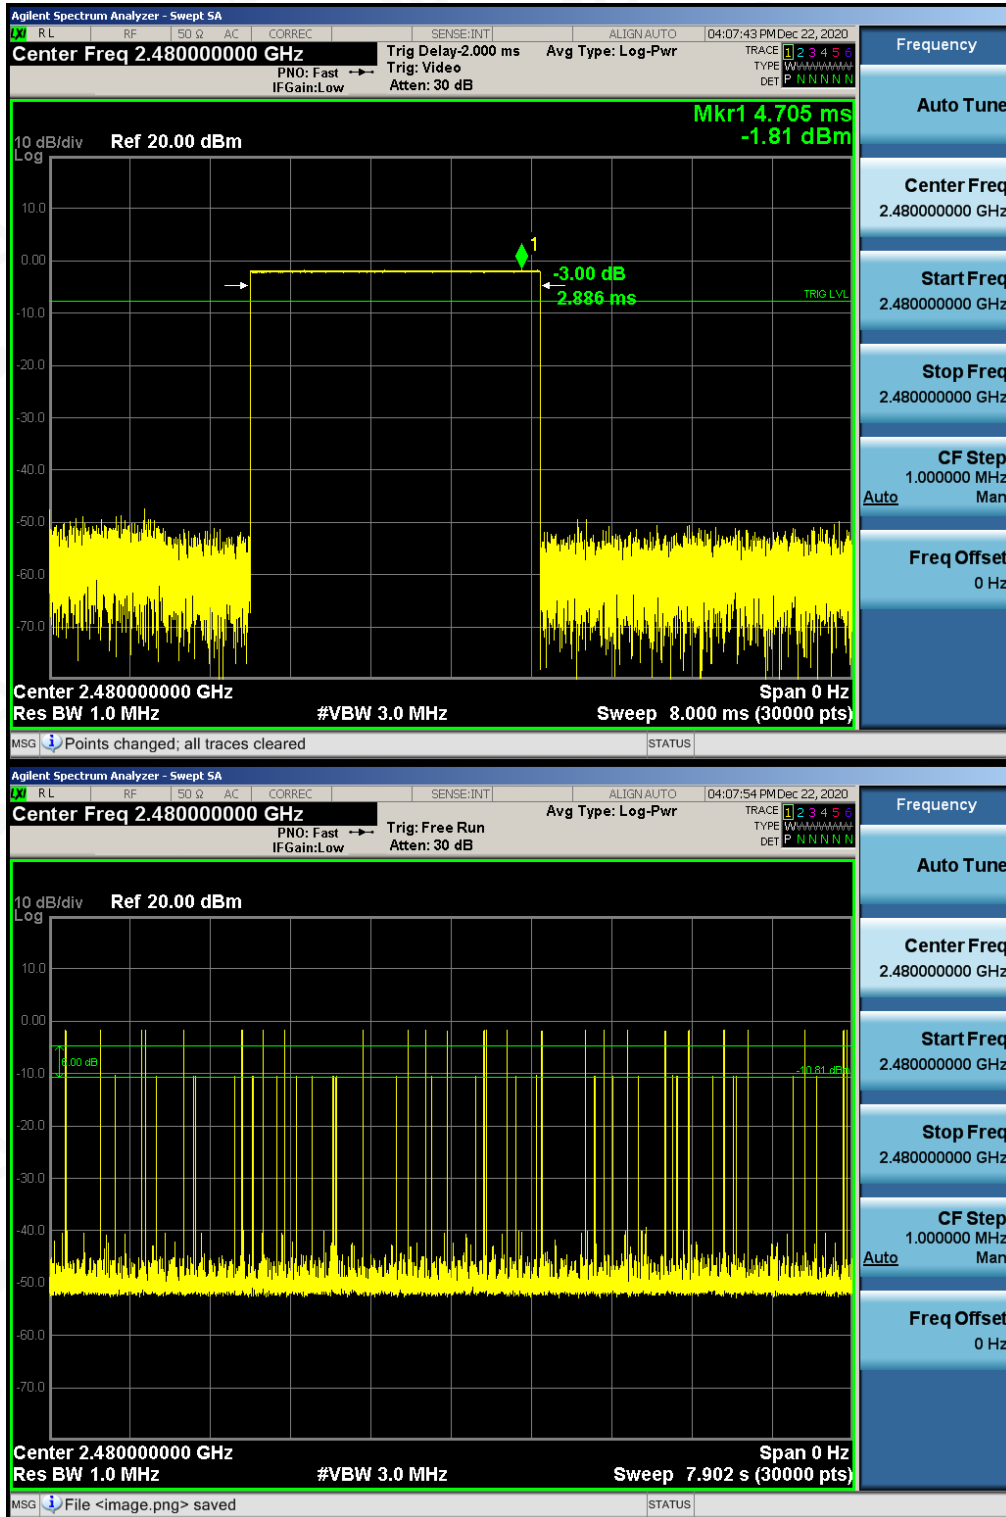 Agilent Spectrum Analyzer - Swept SA
LXI RL RF 50 Ω AC CORREC SENSE:INT ALIGN AUTO 04:07:43 PM Dec 22, 2020
Center Freq 2.480000000 GHz
Trig Delay-2.000 ms Avg Type: Log-Pwr TRACE 1 2 3 4 5 6
PNO: Fast Trig: Video TYPE WWWWWW
IFGain:Low Atten: 30 dB DET P N N N N N
Mkr1 4.705 ms
-1.81 dBm
10 dB/div Ref 20.00 dBm
Log
10.0
0.00
-10.0
-20.0
-30.0
-40.0
-50.0
-60.0
-70.0
1
-3.00 dB
2.886 ms
TRIG LVL
Center 2.480000000 GHz Span 0 Hz
Res BW 1.0 MHz #VBW 3.0 MHz Sweep 8.000 ms (30000 pts)
MSG Points changed; all traces cleared STATUS
Frequency
Auto Tune
Center Freq
2.480000000 GHz
Start Freq
2.480000000 GHz
Stop Freq
2.480000000 GHz
CF Step
1.000000 MHz
Auto Man
Freq Offset
0 Hz
Agilent Spectrum Analyzer - Swept SA
LXI RL RF 50 Ω AC CORREC SENSE:INT ALIGN AUTO 04:07:54 PM Dec 22, 2020
Center Freq 2.480000000 GHz
Avg Type: Log-Pwr TRACE 1 2 3 4 5 6
PNO: Fast Trig: Free Run TYPE WWWWWW
IFGain:Low Atten: 30 dB DET P N N N N N
10 dB/div Ref 20.00 dBm
Log
10.0
0.00
-10.0
-20.0
-30.0
-40.0
-50.0
-60.0
-70.0
6.00 dB
-10.81 dBm
Center 2.480000000 GHz Span 0 Hz
Res BW 1.0 MHz #VBW 3.0 MHz Sweep 7.902 s (30000 pts)
MSG File <image.png> saved STATUS
Frequency
Auto Tune
Center Freq
2.480000000 GHz
Start Freq
2.480000000 GHz
Stop Freq
2.480000000 GHz
CF Step
1.000000 MHz
Auto Man
Freq Offset
0 Hz